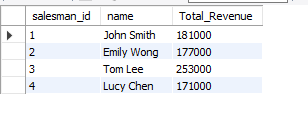 salesman_id name Total_Revenue
1 John Smith 181000
2 Emily Wong 177000
3 Tom Lee 253000
4 Lucy Chen 171000